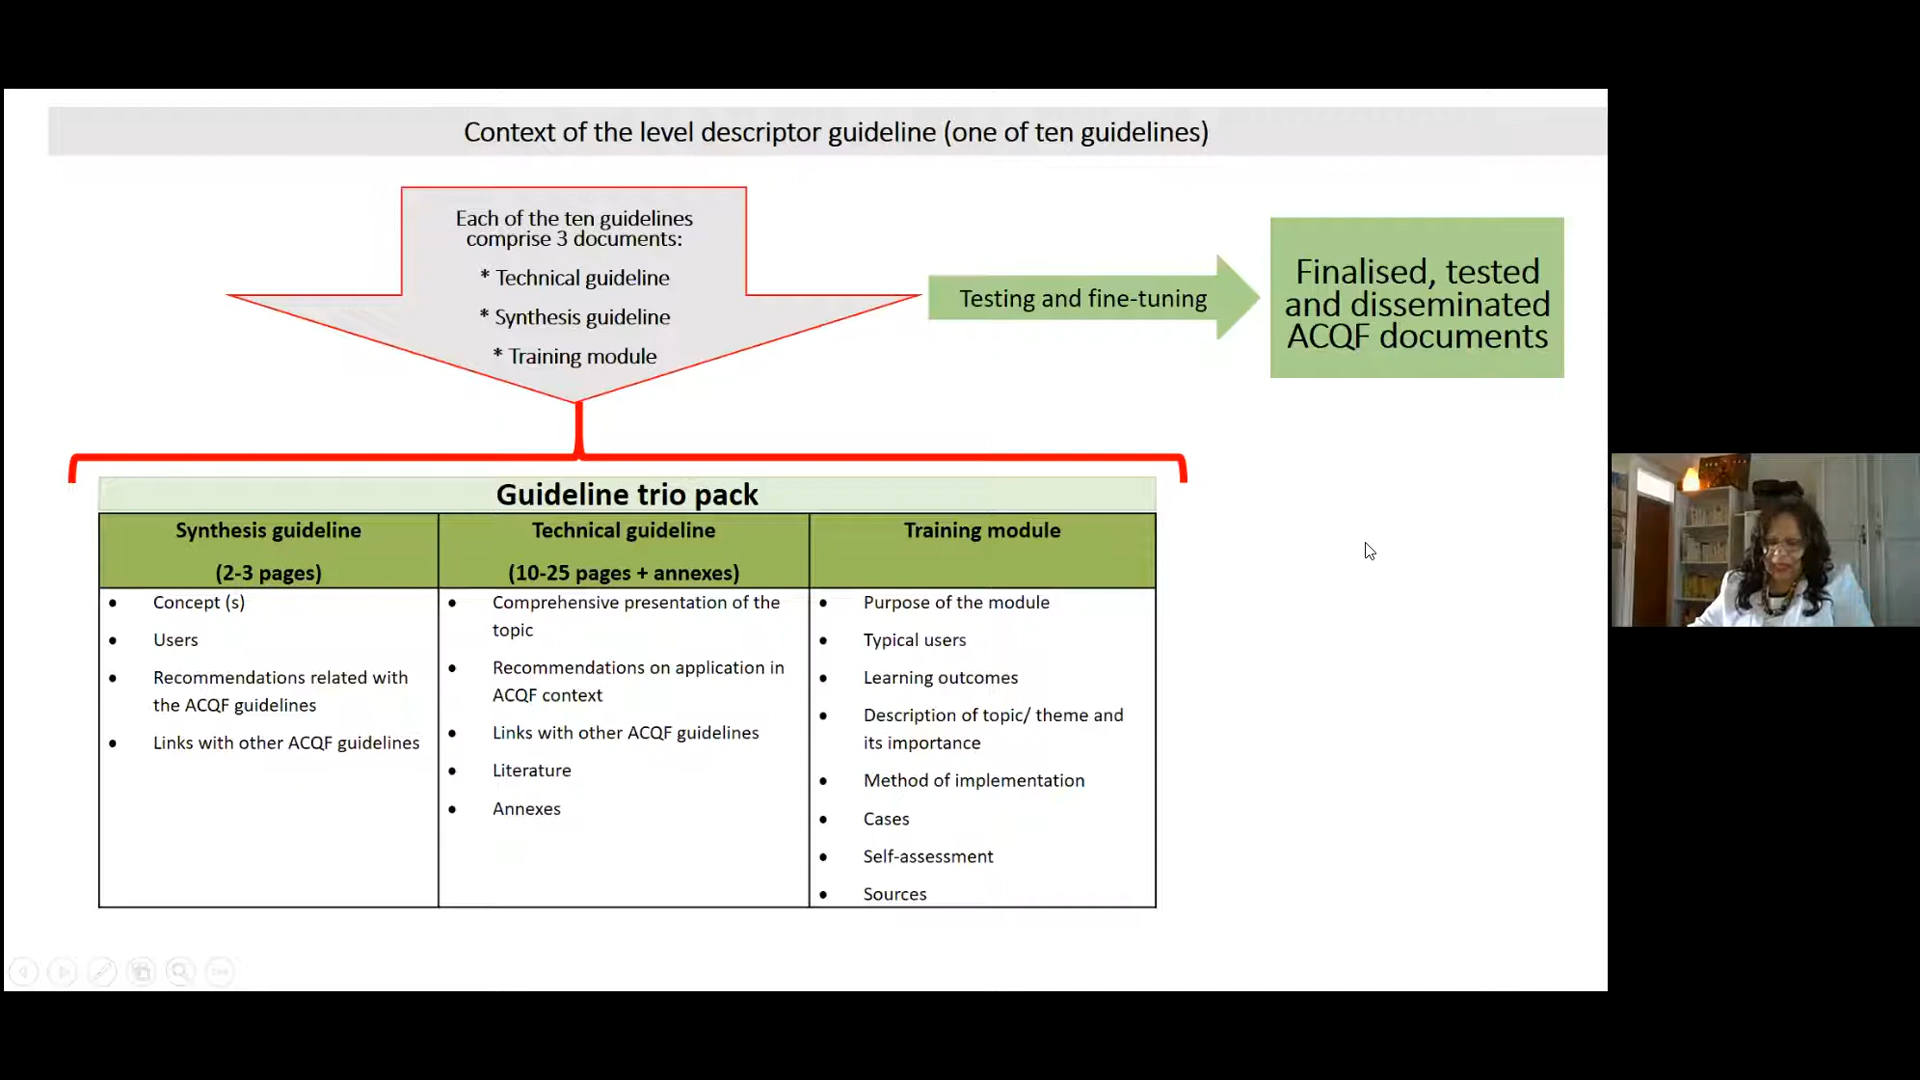 Context of the level descriptor guideline (one of ten guidelines)
Each of the ten guidelines
comprise 3 documents:
* Technical guideline
* Synthesis guideline
* Training module
Testing and fine-tuning
Finalised, tested
and disseminated
ACQF documents
Guideline trio pack
Synthesis guideline
(2-3 pages)
• Concept (s)
• Users
• Recommendations related with
the ACQF guidelines
• Links with other ACQF guidelines
Technical guideline
(10-25 pages + annexes)
• Comprehensive presentation of the
topic
• Recommendations on application in
ACQF context
• Links with other ACQF guidelines
• Literature
• Annexes
Training module
• Purpose of the module
• Typical users
• Learning outcomes
• Description of topic/ theme and
its importance
• Method of implementation
• Cases
• Self-assessment
• Sources